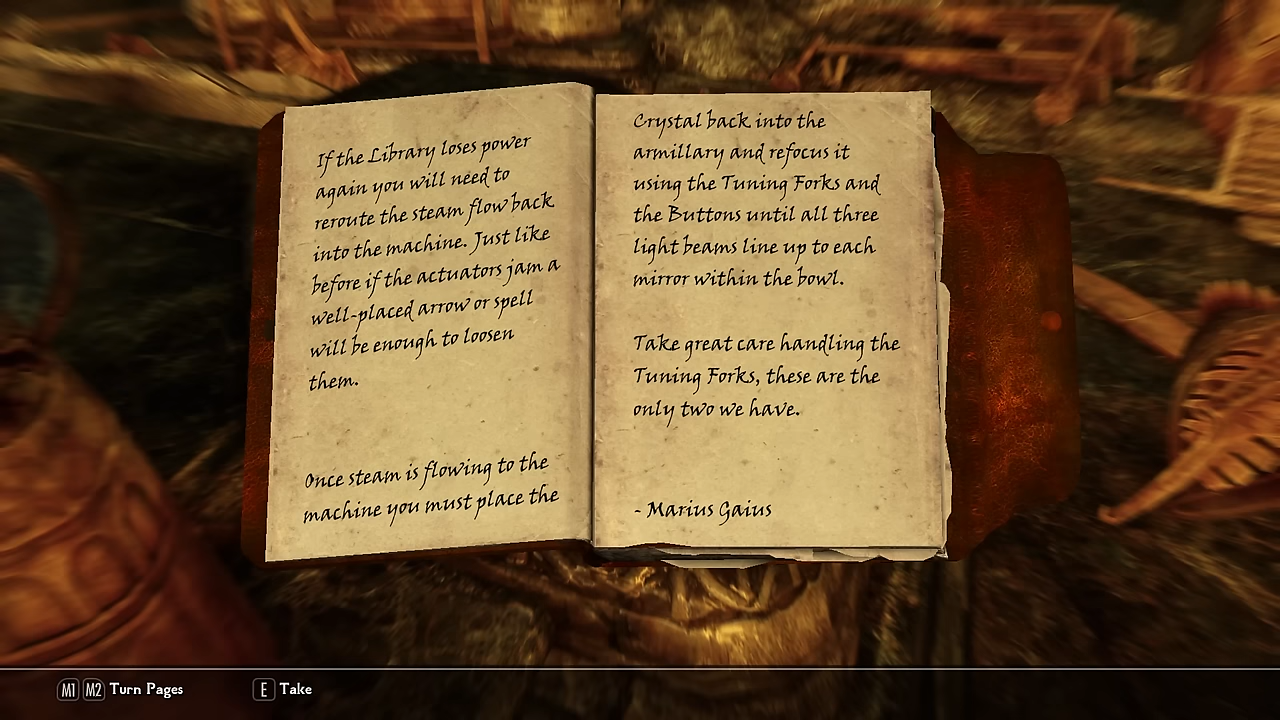 If the Library loses power
again you will need to
reroute the steam flow back
into the machine. Just like
before if the actuators jam a
well-placed arrow or spell
will be enough to loosen
them.
Once steam is flowing to the
machine you must place the
Crystal back into the
armillary and refocus it
using the Tuning Forks and
the Buttons until all three
light beams line up to each
mirror within the bowl.
Take great care handling the
Tuning Forks, these are the
only two we have.
- Marius Gaius
M1 M2 Turn Pages E Take